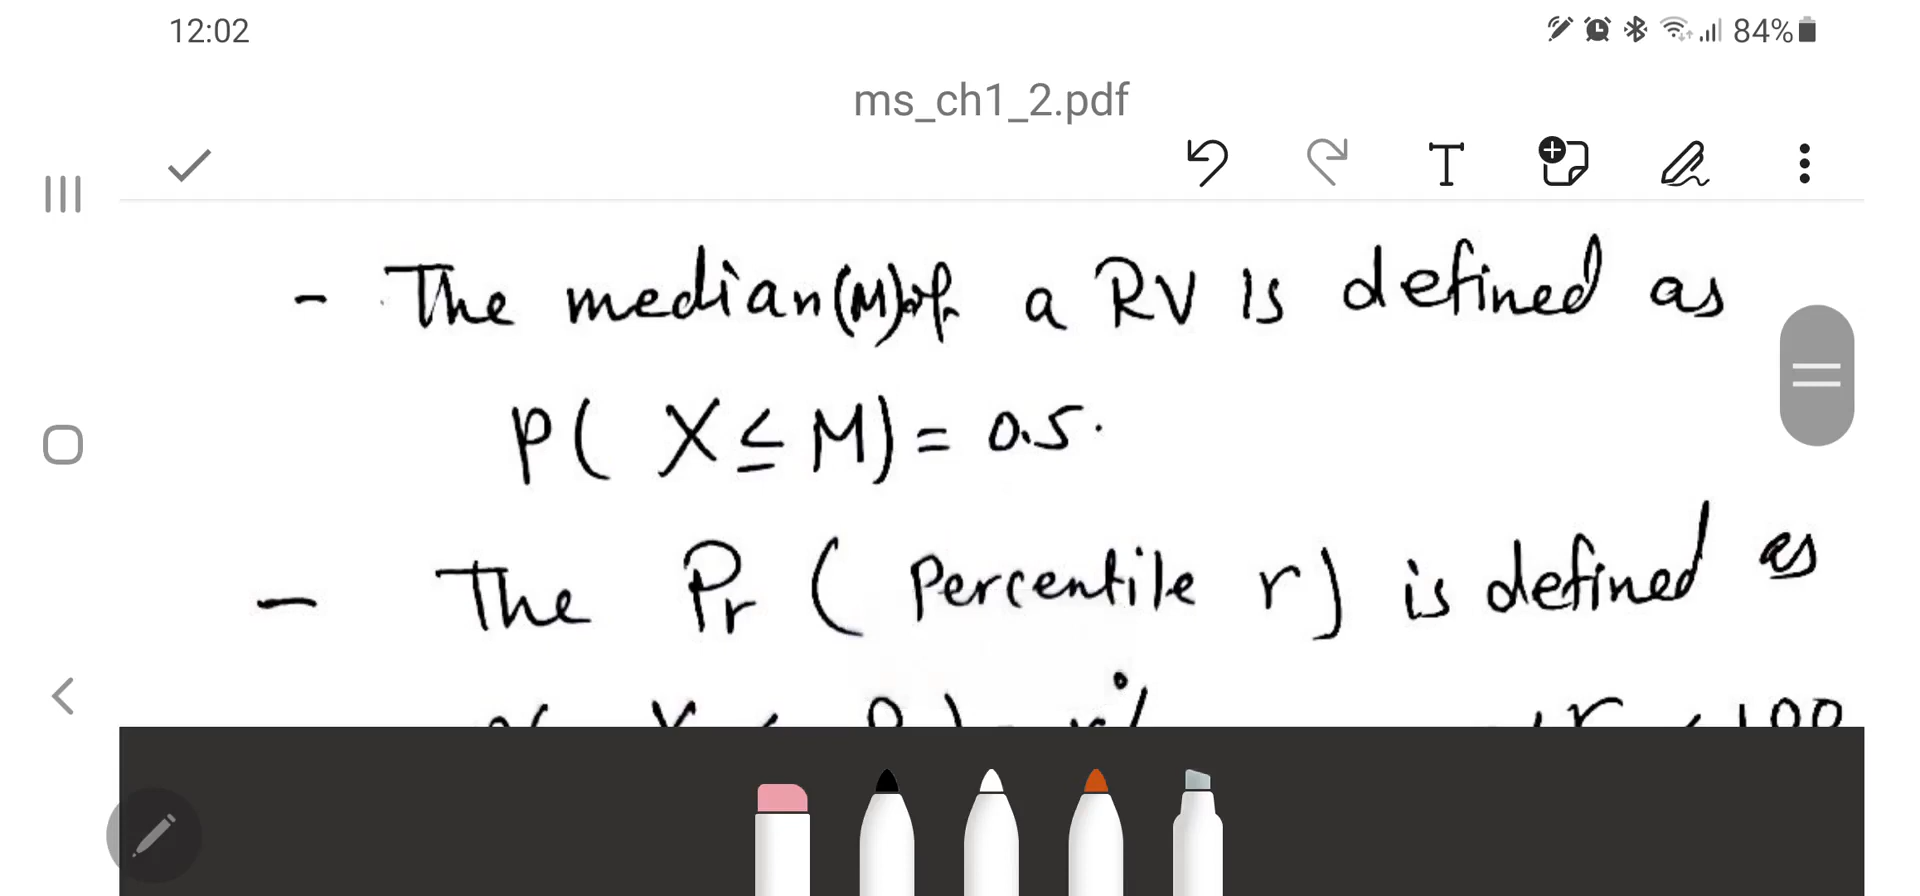 12:02
84%
ms_ch1_2.pdf
T
- The median (M) of a RV is defined as
P( X ≤ M) = 0.5.
- The Pr ( Percentile r) is defined as